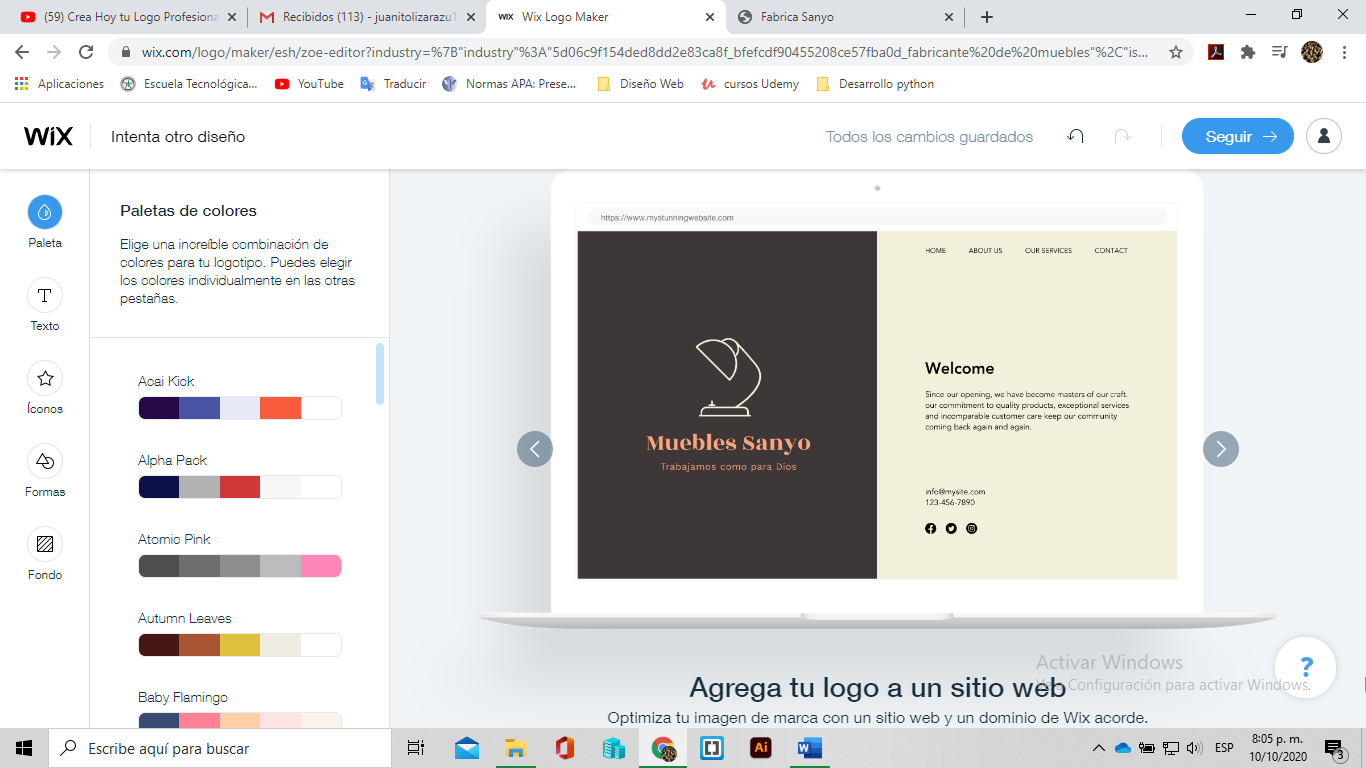 (59) Crea Hoy tu Logo Profesiona
Recibidos (113) - juanitolizarazu1
WiX Wix Logo Maker
Fabrica Sanyo
wix.com/logo/maker/esh/zoe-editor?industry=%7B"industry"%3A"5d06c9f154ded8dd2e83ca8f_bfefcdf90455208ce57fba0d_fabricante%20de%20muebles"%2C"is...
Aplicaciones
Escuela Tecnológica...
YouTube
Traducir
Normas APA: Prese...
Diseño Web
cursos Udemy
Desarrollo python
WiX
Intenta otro diseño
Todos los cambios guardados
Seguir
Paleta
Texto
Íconos
Formas
Fondo
Paletas de colores
Elige una increíble combinación de
colores para tu logotipo. Puedes elegir
los colores individualmente en las otras
pestañas.
Acai Kick
Alpha Pack
Atomic Pink
Autumn Leaves
Baby Flamingo
https://www.mystunningwebsite.com
HOME ABOUT US OUR SERVICES CONTACT
Muebles Sanyo
Trabajamos como para Dios
Welcome
Since our opening, we have become masters of our craft.
our commitment to quality products, exceptional services
and incomparable customer care keep our community
coming back again and again.
info@mysite.com
123-456-7890
Agrega tu logo a un sitio web
Optimiza tu imagen de marca con un sitio web y un dominio de Wix acorde.
Activar Windows
Configuración para activar Windows.
?
Escribe aquí para buscar
Ai
ESP
8:05 p. m.
10/10/2020
3